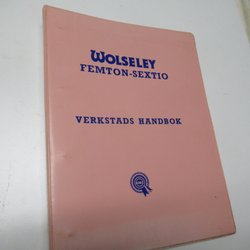 WOLSELEY
FEMTON-SEXTIO
VERKSTADS HANDBOK